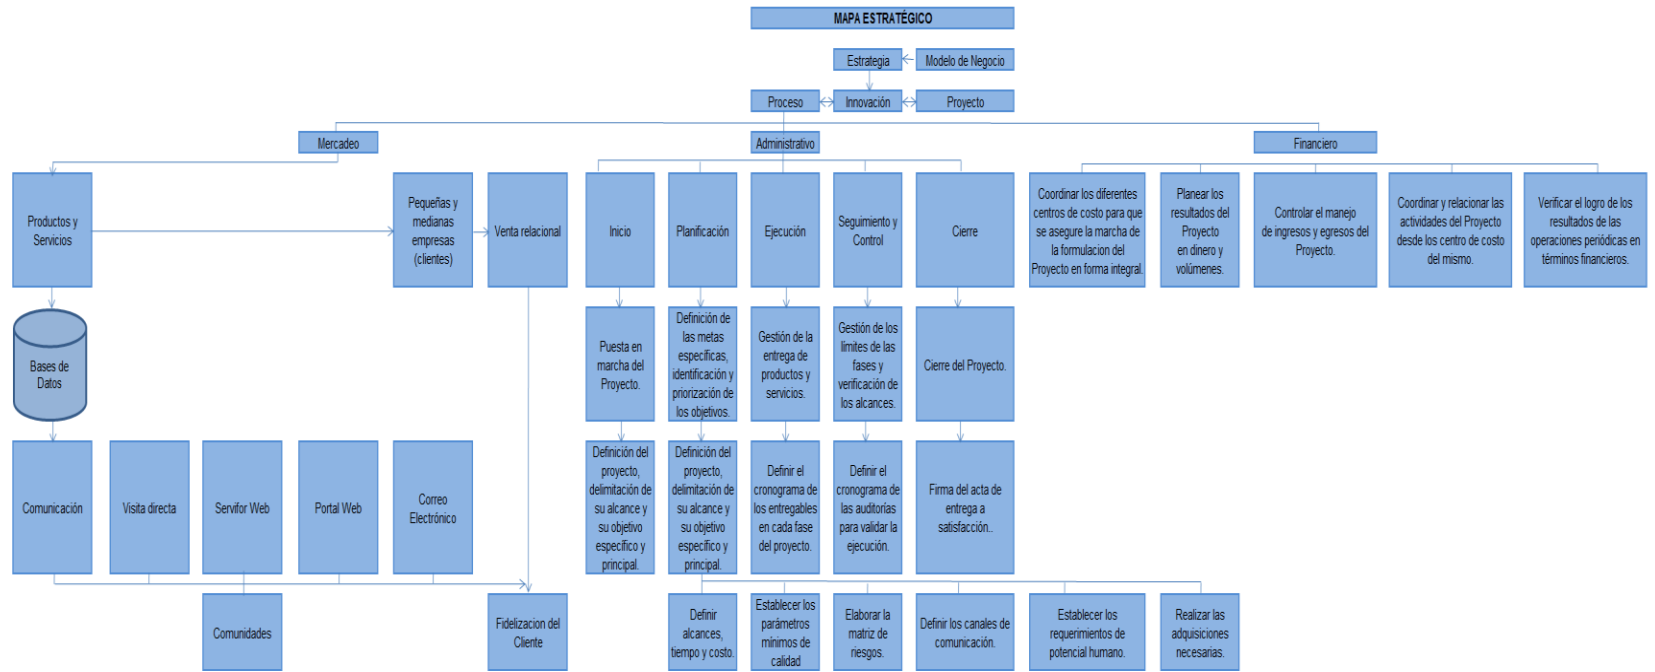 MAPA ESTRATÉGICO
Estrategia
Modelo de Negocio
Proceso
Innovación
Proyecto
Mercadeo
Administrativo
Financiero
Productos y
Servicios
Pequeñas y
medianas
empresas
(clientes)
Venta relacional
Inicio
Planificación
Ejecución
Seguimiento y
Control
Cierre
Coordinar los diferentes
centros de costo para que
se asegure la marcha de
la formulacion del
Proyecto en forma integral.
Planear los
resultados del
Proyecto
en dinero y
volúmenes.
Controlar el manejo
de ingresos y egresos del
Proyecto.
Coordinar y relacionar las
actividades del Proyecto
desde los centro de costo
del mismo.
Verificar el logro de los
resultados de las
operaciones periódicas en
términos financieros.
Bases de
Datos
Puesta en
marcha del
Proyecto.
Definición de
las metas
específicas,
identificación y
priorización de
los objetivos.
Gestión de la
entrega de
productos y
servicios.
Gestión de los
límites de las
fases y
verificación de
los alcances.
Cierre del Proyecto.
Comunicación
Visita directa
Servifor Web
Portal Web
Correo
Electrónico
Definición del
proyecto,
delimitación de
su alcance y
su objetivo
específico y
principal.
Definición del
proyecto,
delimitación de
su alcance y
su objetivo
específico y
principal.
Definir el
cronograma de
los entregables
en cada fase
del proyecto.
Definir el
cronograma de
las auditorías
para validar la
ejecución.
Firma del acta de
entrega a
satisfacción..
Comunidades
Fidelizacion del
Cliente
Definir
alcances,
tiempo y costo.
Establecer los
parámetros
mínimos de
calidad
Elaborar la
matriz de
riesgos.
Definir los canales de
comunicación.
Establecer los
requerimientos de
potencial humano.
Realizar las
adquisiciones
necesarias.